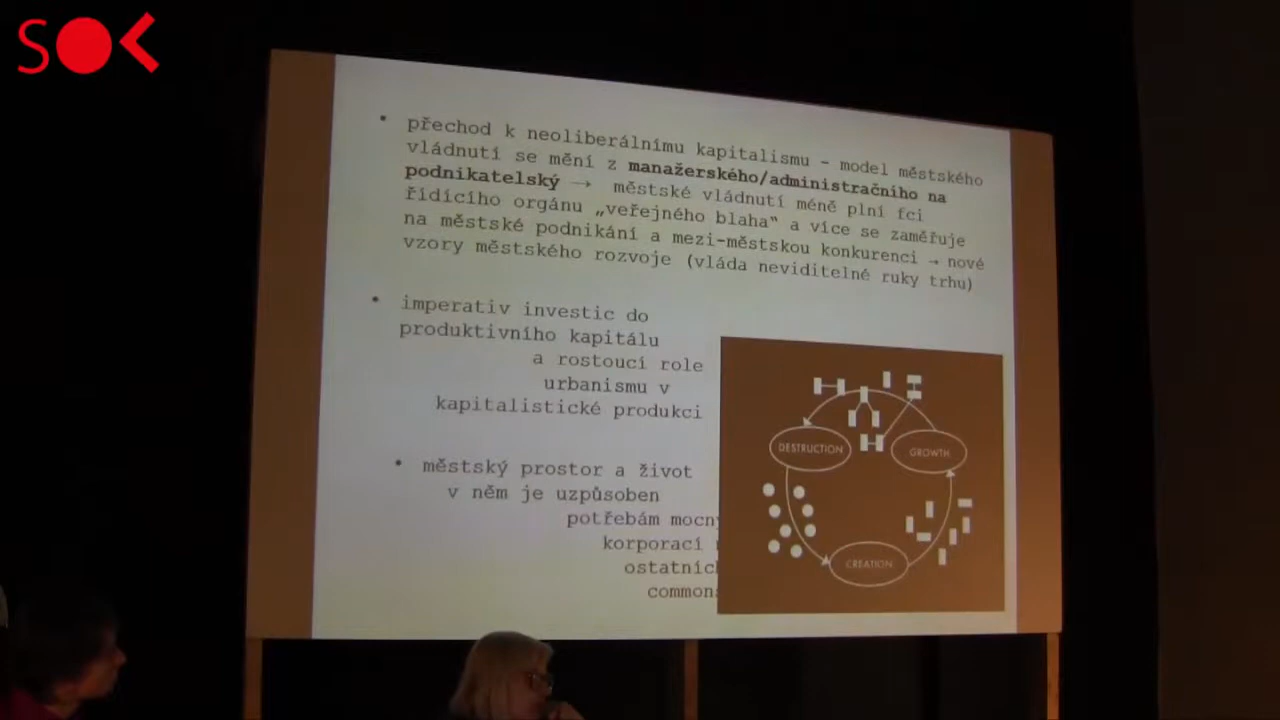 SOK
• přechod k neoliberálnímu kapitalismu - model městského
vládnutí se mění z manažerského/administračního na
podnikatelský → městské vládnutí méně plní fci
řídícího orgánu „veřejného blaha" a více se zaměřuje
na městské podnikání a mezi-městskou konkurenci → nové
vzory městského rozvoje (vláda neviditelné ruky trhu)
• imperativ investic do
produktivního kapitálu
a rostoucí role
urbanismu v
kapitalistické produkci
• městský prostor a život
v něm je uzpůsoben
potřebám
korporací
commons
DESTRUCTION
GROWTH
CREATION